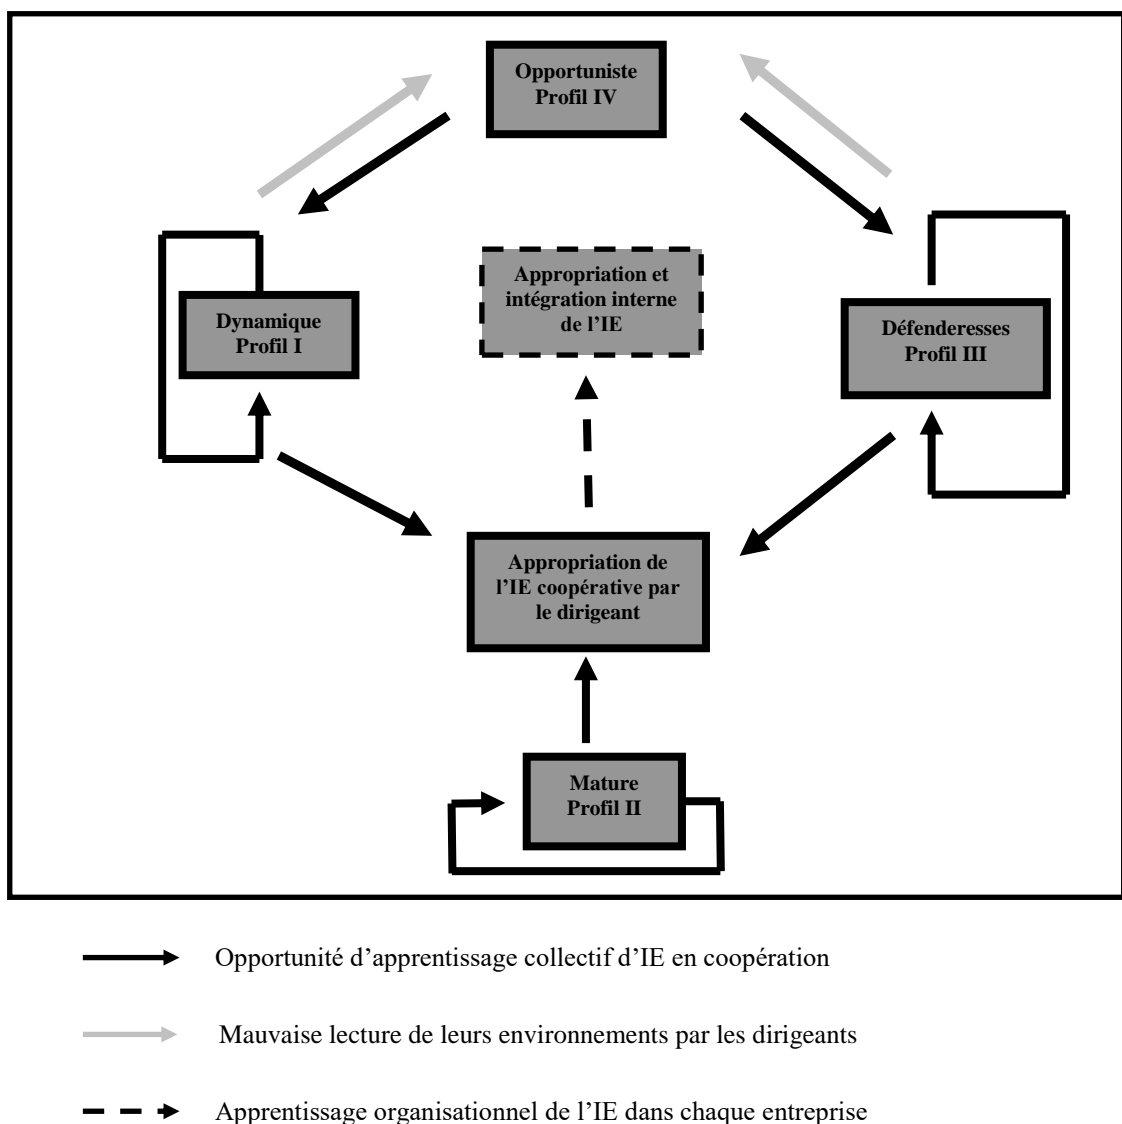 Opportuniste
Profil IV
Appropriation et
intégration interne
de l’IE
Dynamique
Profil I
Défenderesses
Profil III
Appropriation de
l’IE coopérative par
le dirigeant
Mature
Profil II
Opportunité d’apprentissage collectif d’IE en coopération
Mauvaise lecture de leurs environnements par les dirigeants
Apprentissage organisationnel de l’IE dans chaque entreprise